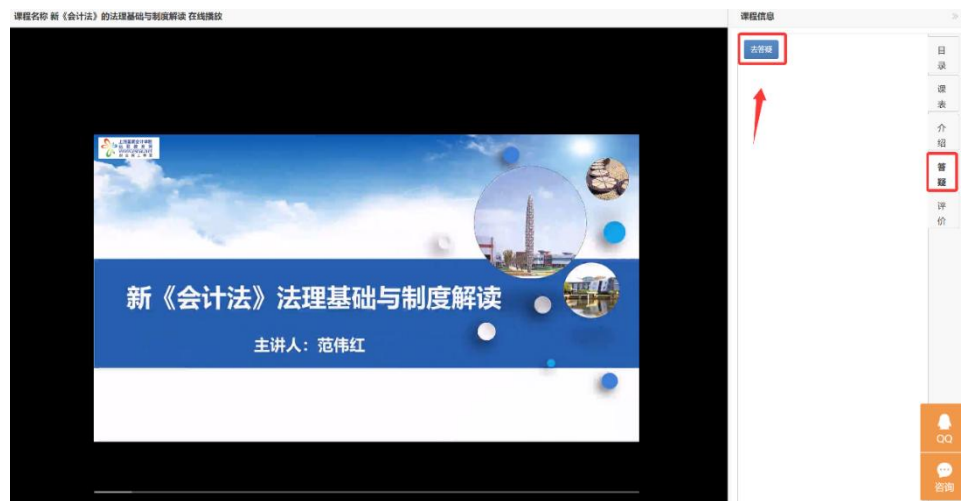 课程名称 新《会计法》的法理基础与制度解读 在线播放
课程信息
去答疑
目录
课表
介绍
答疑
评价
新《会计法》法理基础与制度解读
主讲人：范伟红
QQ
咨询